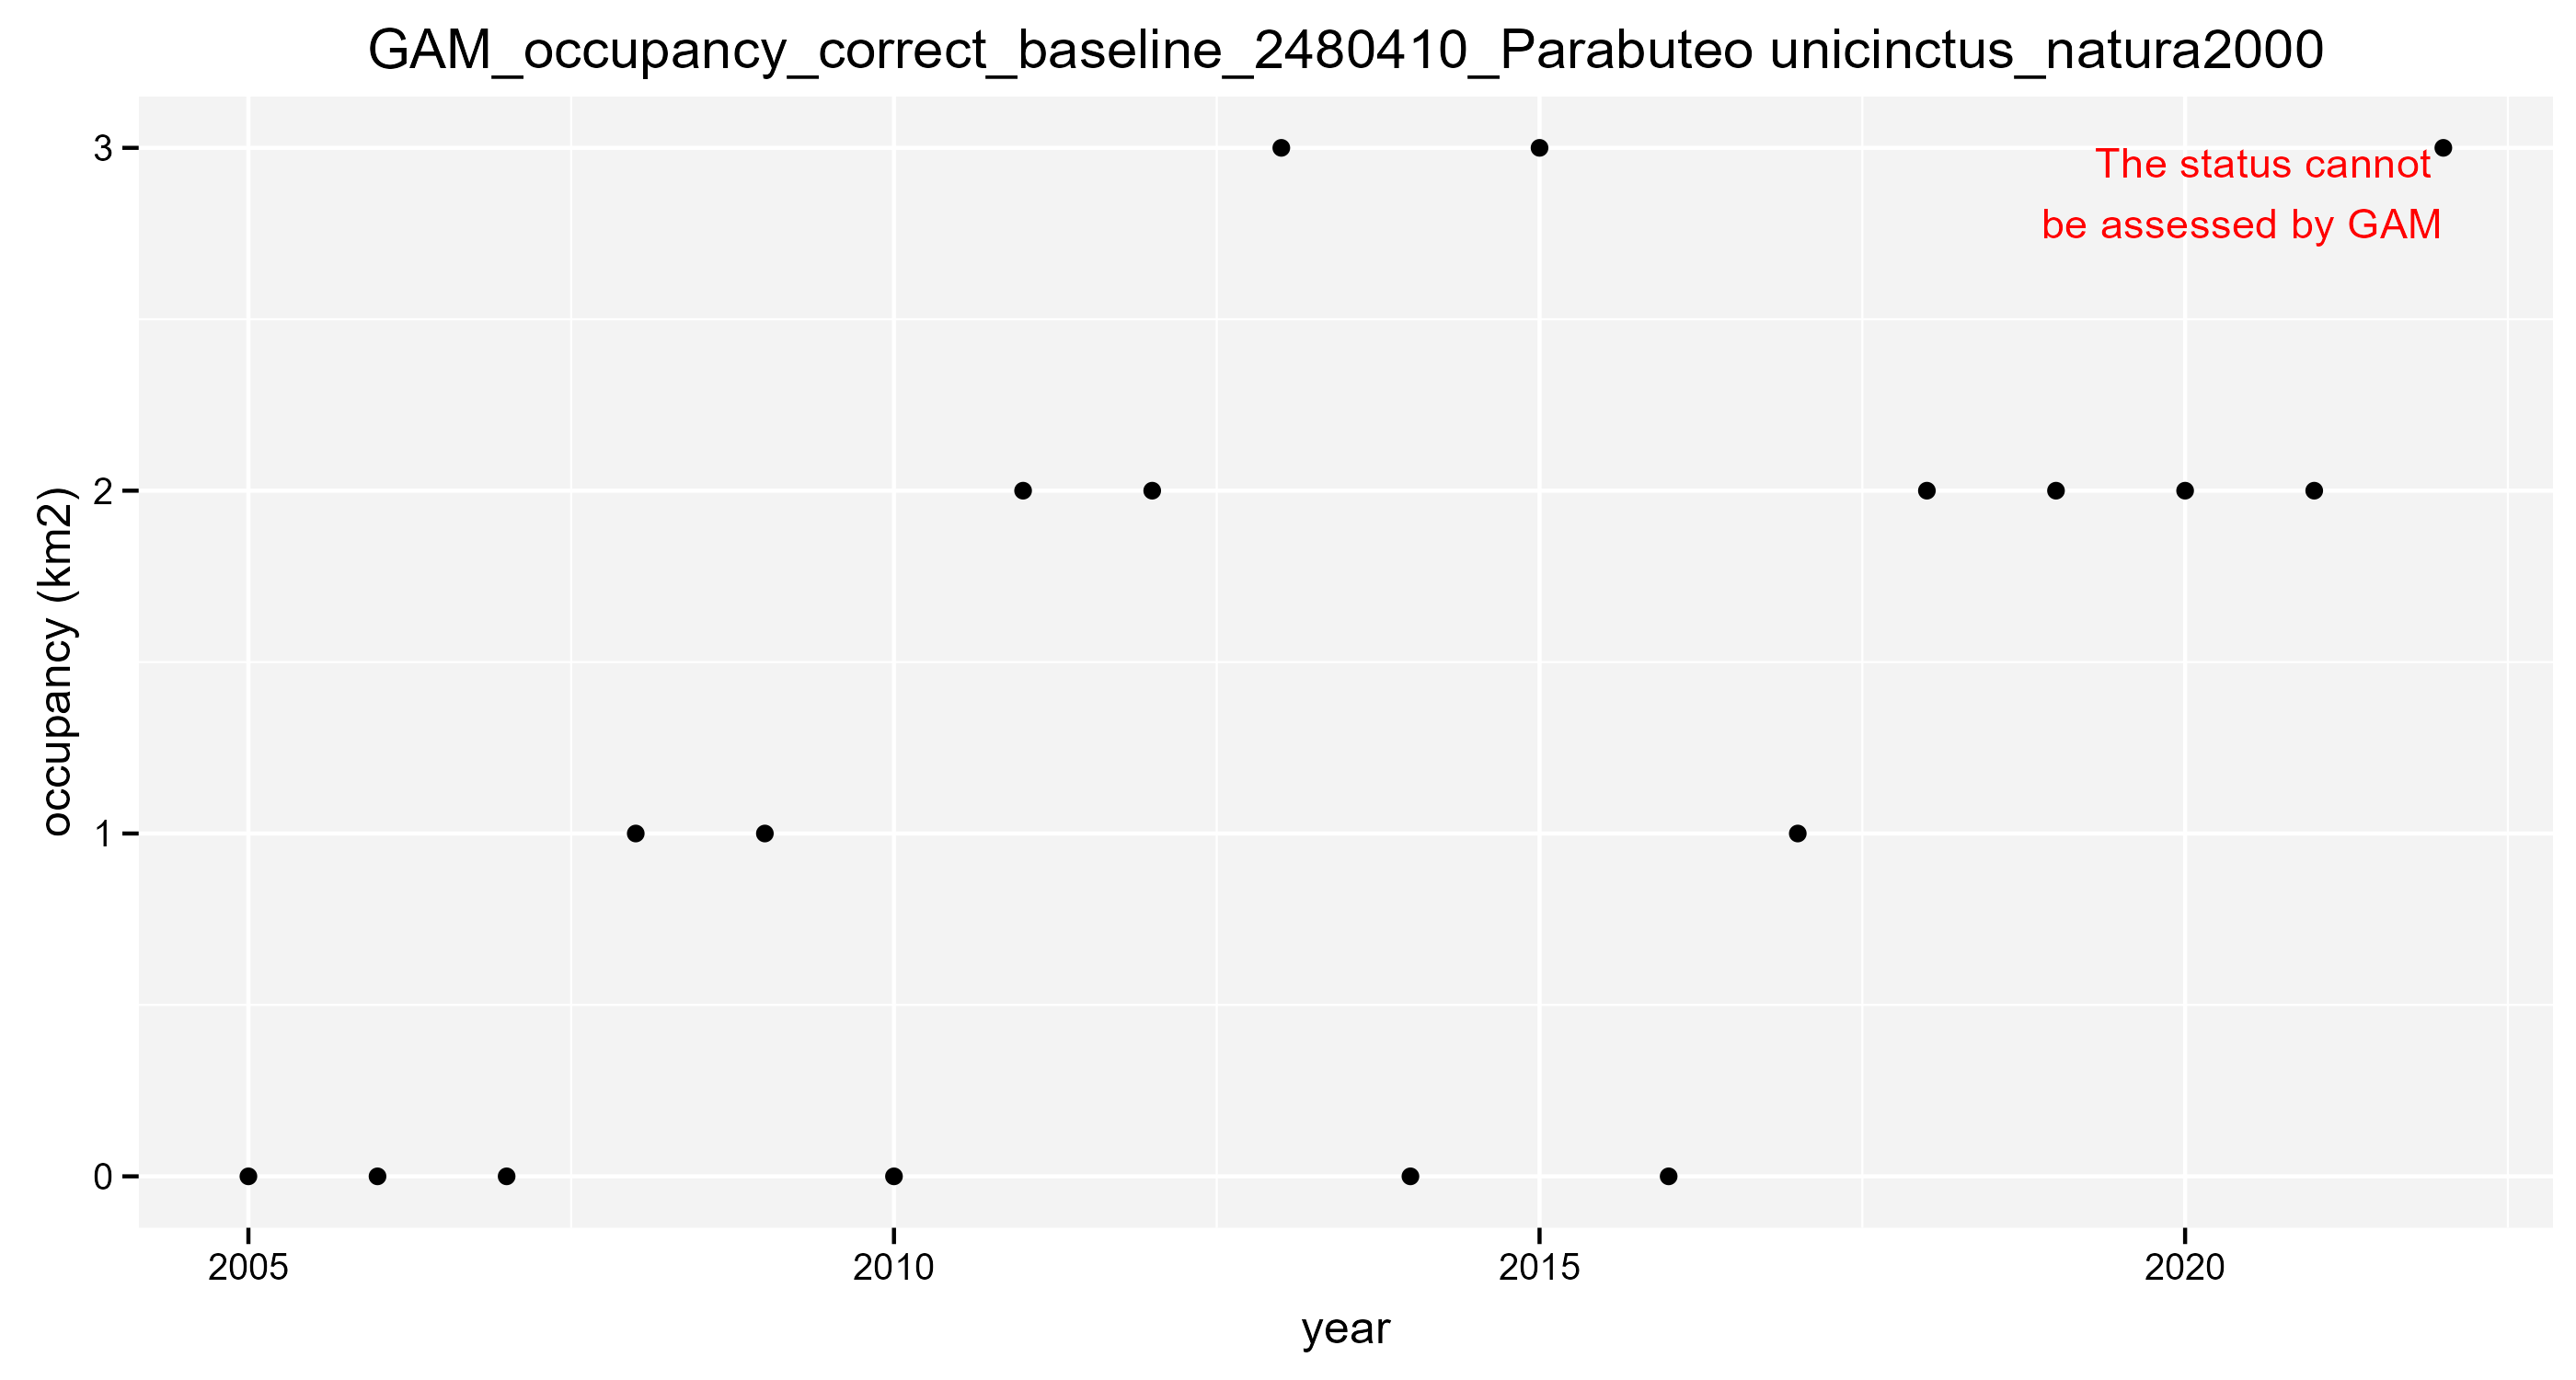 GAM_occupancy_correct_baseline_2480410_Parabuteo unicinctus_natura2000
3
The status cannot
be assessed by GAM
2
occupancy (km2)
1
0
2005
2010
2015
2020
year